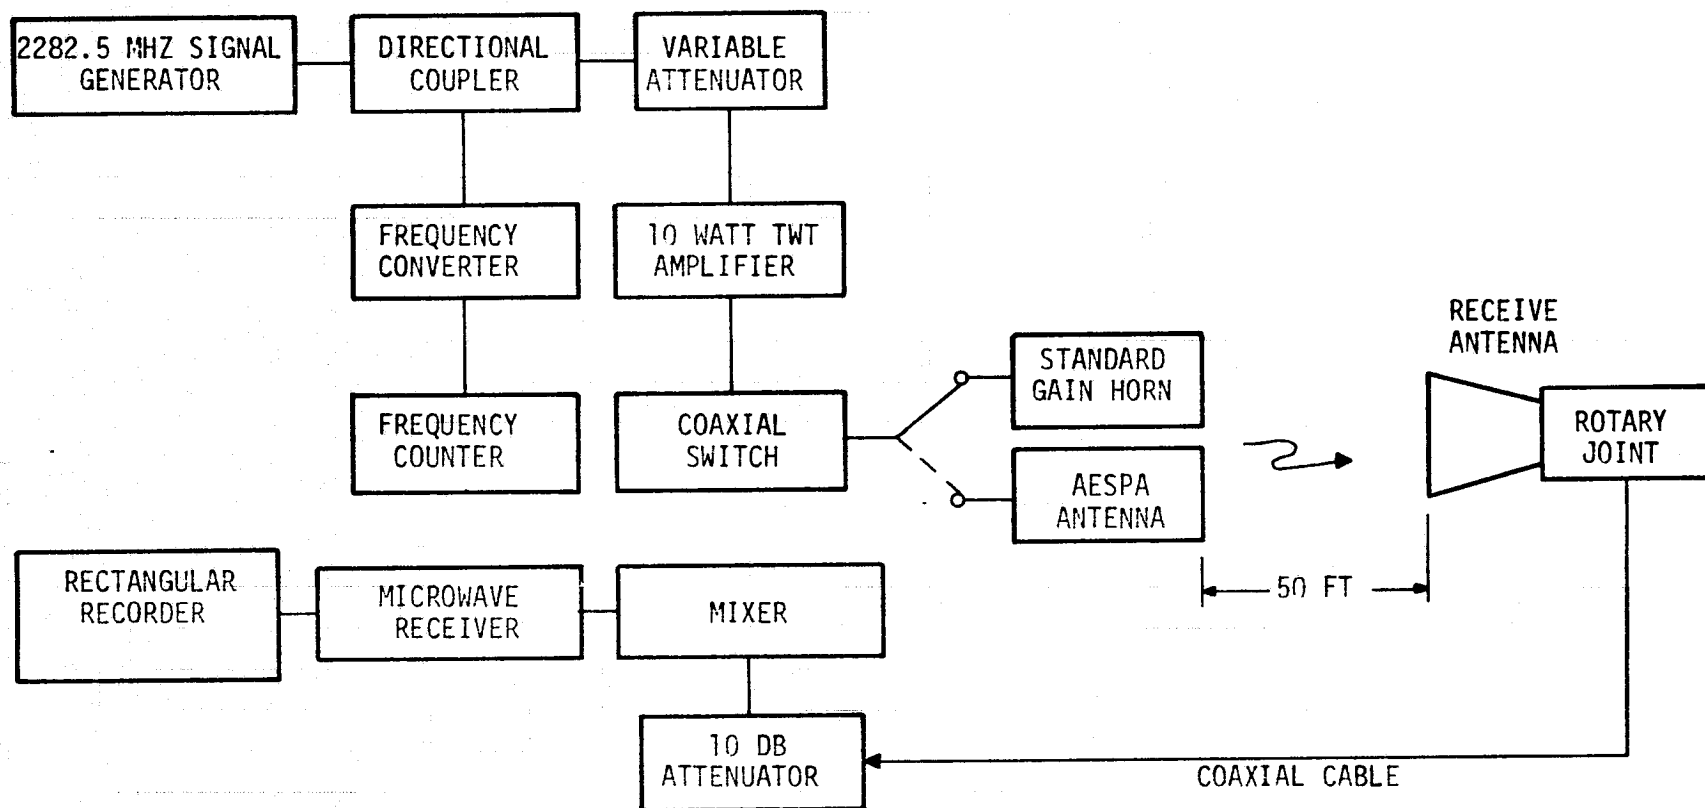 2282.5 MHZ SIGNAL
GENERATOR
DIRECTIONAL
COUPLER
VARIABLE
ATTENUATOR
FREQUENCY
CONVERTER
10 WATT TWT
AMPLIFIER
FREQUENCY
COUNTER
COAXIAL
SWITCH
STANDARD
GAIN HORN
AESPA
ANTENNA
RECEIVE
ANTENNA
ROTARY
JOINT
50 FT
RECTANGULAR
RECORDER
MICROWAVE
RECEIVER
MIXER
10 DB
ATTENUATOR
COAXIAL CABLE